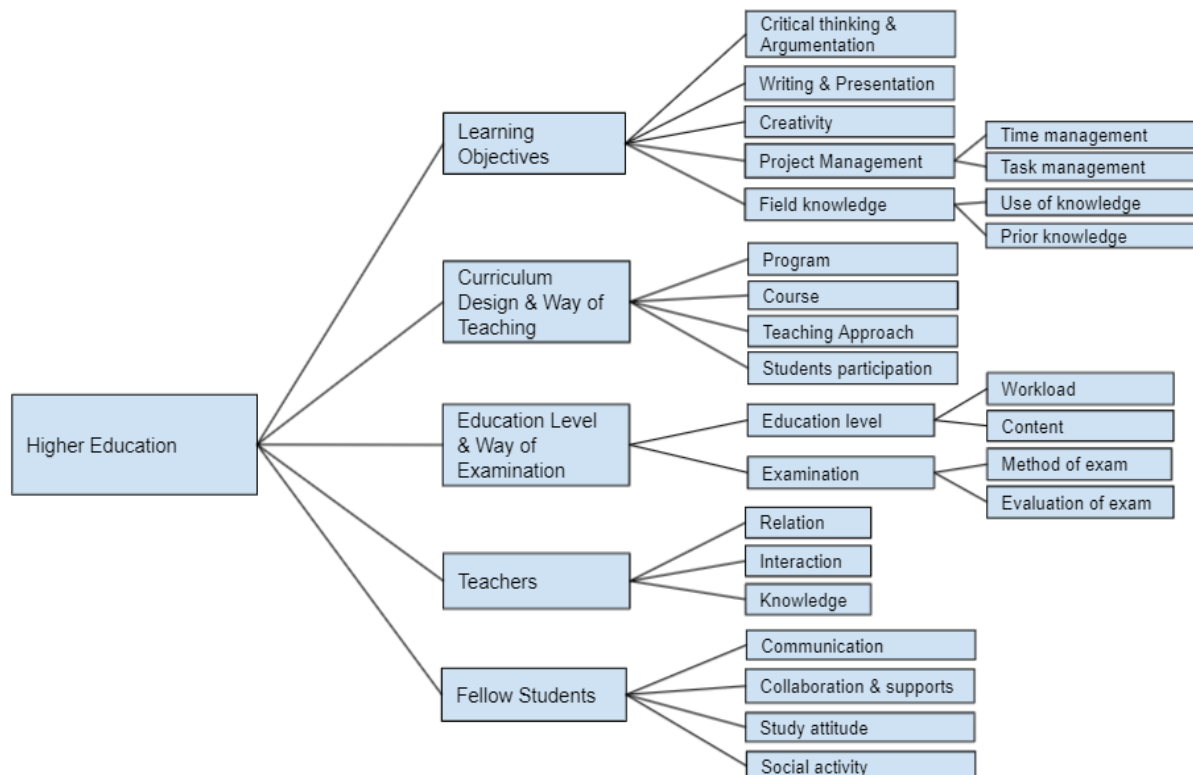 Higher Education
Learning
Objectives
Critical thinking &
Argumentation
Writing & Presentation
Creativity
Project Management
Time management
Task management
Field knowledge
Use of knowledge
Prior knowledge
Curriculum
Design & Way of
Teaching
Program
Course
Teaching Approach
Students participation
Education Level
& Way of
Examination
Education level
Workload
Content
Examination
Method of exam
Evaluation of exam
Teachers
Relation
Interaction
Knowledge
Fellow Students
Communication
Collaboration & supports
Study attitude
Social activity